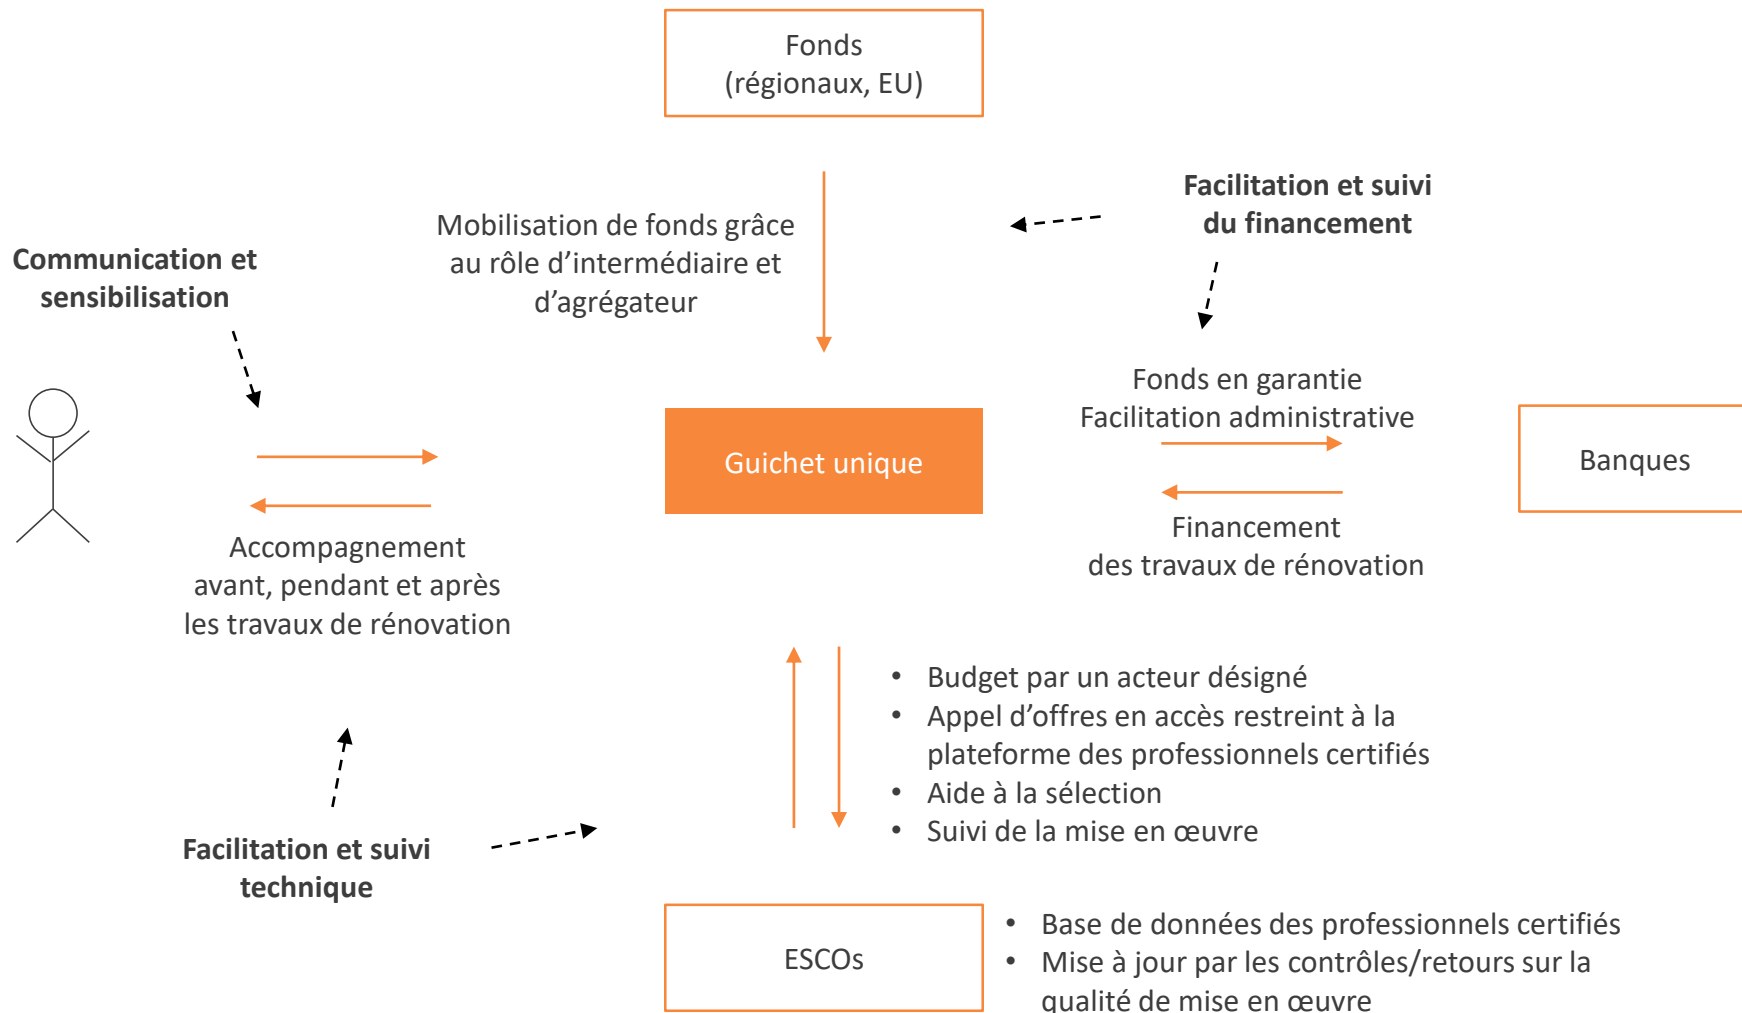 Fonds
(régionaux, EU)
Facilitation et suivi
du financement
Mobilisation de fonds grâce
au rôle d’intermédiaire et
d’agrégateur
Communication et
sensibilisation
Fonds en garantie
Facilitation administrative
Guichet unique
Banques
Financement
des travaux de rénovation
Accompagnement
avant, pendant et après
les travaux de rénovation
• Budget par un acteur désigné
• Appel d’offres en accès restreint à la
plateforme des professionnels certifiés
• Aide à la sélection
• Suivi de la mise en œuvre
Facilitation et suivi
technique
ESCOs
• Base de données des professionnels certifiés
• Mise à jour par les contrôles/retours sur la
qualité de mise en œuvre